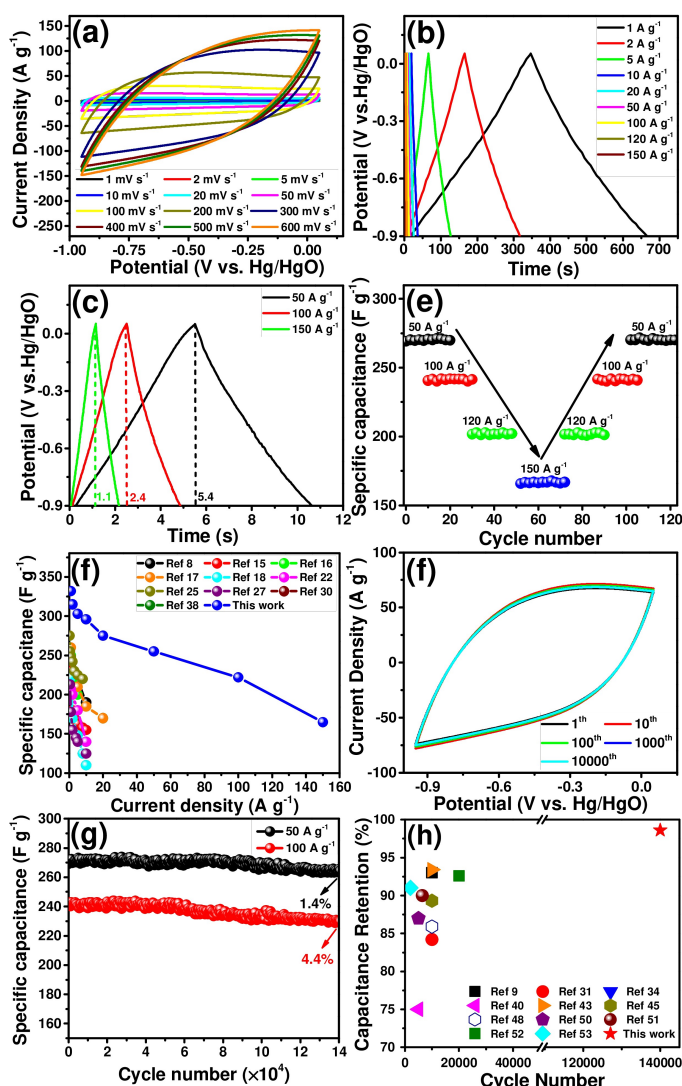 (a)
Current Density (A g⁻¹)
150
100
50
0
-50
-100
-150
-200
-250
1 mV s⁻¹ 2 mV s⁻¹ 5 mV s⁻¹
10 mV s⁻¹ 20 mV s⁻¹ 50 mV s⁻¹
100 mV s⁻¹ 200 mV s⁻¹ 300 mV s⁻¹
400 mV s⁻¹ 500 mV s⁻¹ 600 mV s⁻¹
-1.00 -0.75 -0.50 -0.25 0.00
Potential (V vs. Hg/HgO)
(b)
Potential (V vs.Hg/HgO)
0.0
-0.3
-0.6
-0.9
1 A g⁻¹
2 A g⁻¹
5 A g⁻¹
10 A g⁻¹
20 A g⁻¹
50 A g⁻¹
100 A g⁻¹
120 A g⁻¹
150 A g⁻¹
0 100 200 300 400 500 600 700
Time (s)
(c)
Potential (V vs.Hg/HgO)
0.0
-0.3
-0.6
-0.9
50 A g⁻¹
100 A g⁻¹
150 A g⁻¹
1.1 2.4 5.4
0 2 4 6 8 10 12
Time (s)
(e)
Sepcific capacitance (F g⁻¹)
300
250
200
150
50 A g⁻¹ 50 A g⁻¹
100 A g⁻¹ 100 A g⁻¹
120 A g⁻¹ 120 A g⁻¹
150 A g⁻¹
0 20 40 60 80 100 120
Cycle number
(f)
Specific capacitane (F g⁻¹)
375
350
325
300
275
250
225
200
175
150
125
100
Ref 8 Ref 15 Ref 16
Ref 17 Ref 18 Ref 22
Ref 25 Ref 27 Ref 30
Ref 38 This work
0 10 20 30 40 50 60 70 80 90 100 110 120 130 140 150
Current density (A g⁻¹)
(f)
Current Density (A g⁻¹)
100
50
0
-50
-100
1ᵗʰ 10ᵗʰ
100ᵗʰ 1000ᵗʰ
10000ᵗʰ
-0.9 -0.6 -0.3 0.0
Potential (V vs. Hg/HgO)
(g)
Specific capacitance (F g⁻¹)
300
280
260
240
220
200
180
160
50 A g⁻¹
100 A g⁻¹
1.4%
4.4%
0 2 4 6 8 10 12 14
Cycle number (×10⁴)
(h)
Capacitance Retention (%)
100
95
90
85
80
75
70
65
Ref 9 Ref 31 Ref 34
Ref 40 Ref 43 Ref 45
Ref 48 Ref 50 Ref 51
Ref 52 Ref 53 This work
0 20000 40000 120000 140000
Cycle Number